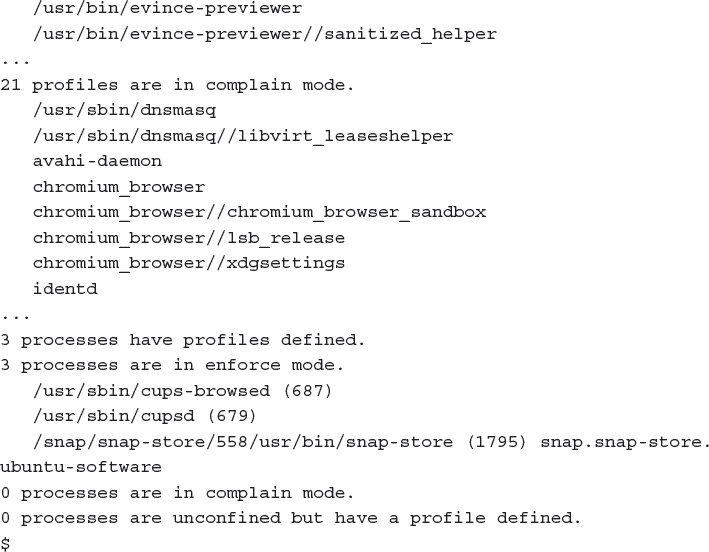 /usr/bin/evince-previewer
/usr/bin/evince-previewer//sanitized_helper
...
21 profiles are in complain mode.
/usr/sbin/dnsmasq
/usr/sbin/dnsmasq//libvirt_leaseshelper
avahi-daemon
chromium_browser
chromium_browser//chromium_browser_sandbox
chromium_browser//lsb_release
chromium_browser//xdgsettings
identd
...
3 processes have profiles defined.
3 processes are in enforce mode.
/usr/sbin/cups-browsed (687)
/usr/sbin/cupsd (679)
/snap/snap-store/558/usr/bin/snap-store (1795) snap.snap-store.
ubuntu-software
0 processes are in complain mode.
0 processes are unconfined but have a profile defined.
$